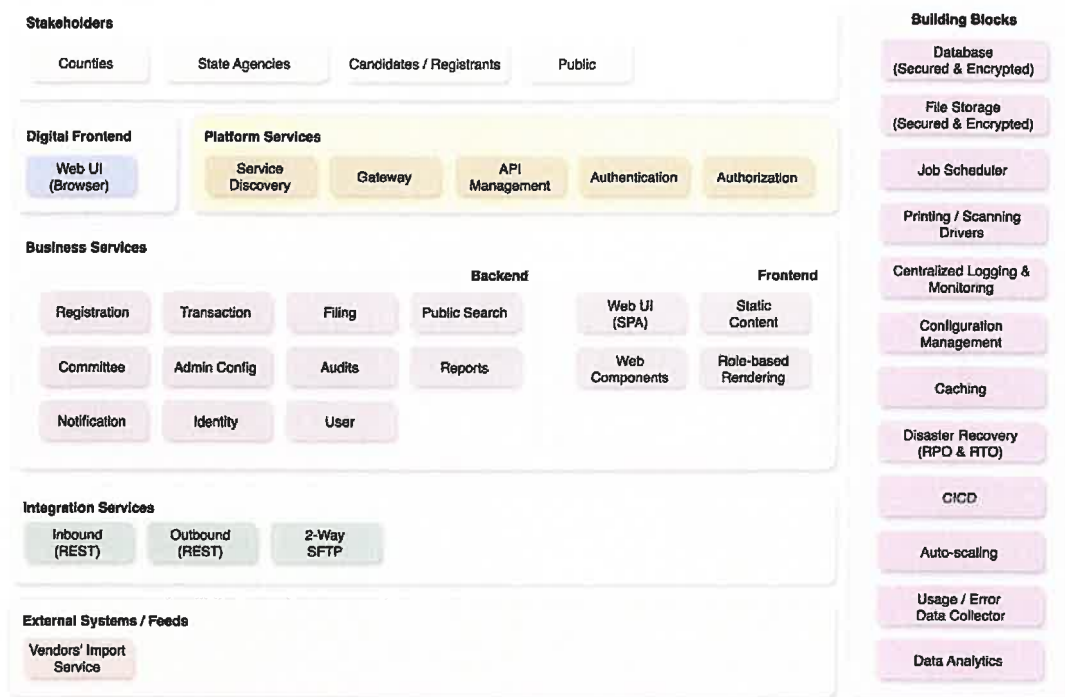 Stakeholders
Counties
State Agencies
Candidates / Registrants
Public
Digital Frontend
Web UI
(Browser)
Platform Services
Service
Discovery
Gateway
API
Management
Authentication
Authorization
Business Services
Backend
Registration
Transaction
Filing
Public Search
Committee
Admin Config
Audits
Reports
Notification
Identity
User
Frontend
Web UI
(SPA)
Static
Content
Web
Components
Role-based
Rendering
Integration Services
Inbound
(REST)
Outbound
(REST)
2-Way
SFTP
External Systems / Feeds
Vendors' Import
Service
Building Blocks
Database
(Secured & Encrypted)
File Storage
(Secured & Encrypted)
Job Scheduler
Printing / Scanning
Drivers
Centralized Logging &
Monitoring
Configuration
Management
Caching
Disaster Recovery
(RPO & RTO)
CICD
Auto-scaling
Usage / Error
Data Collector
Data Analytics